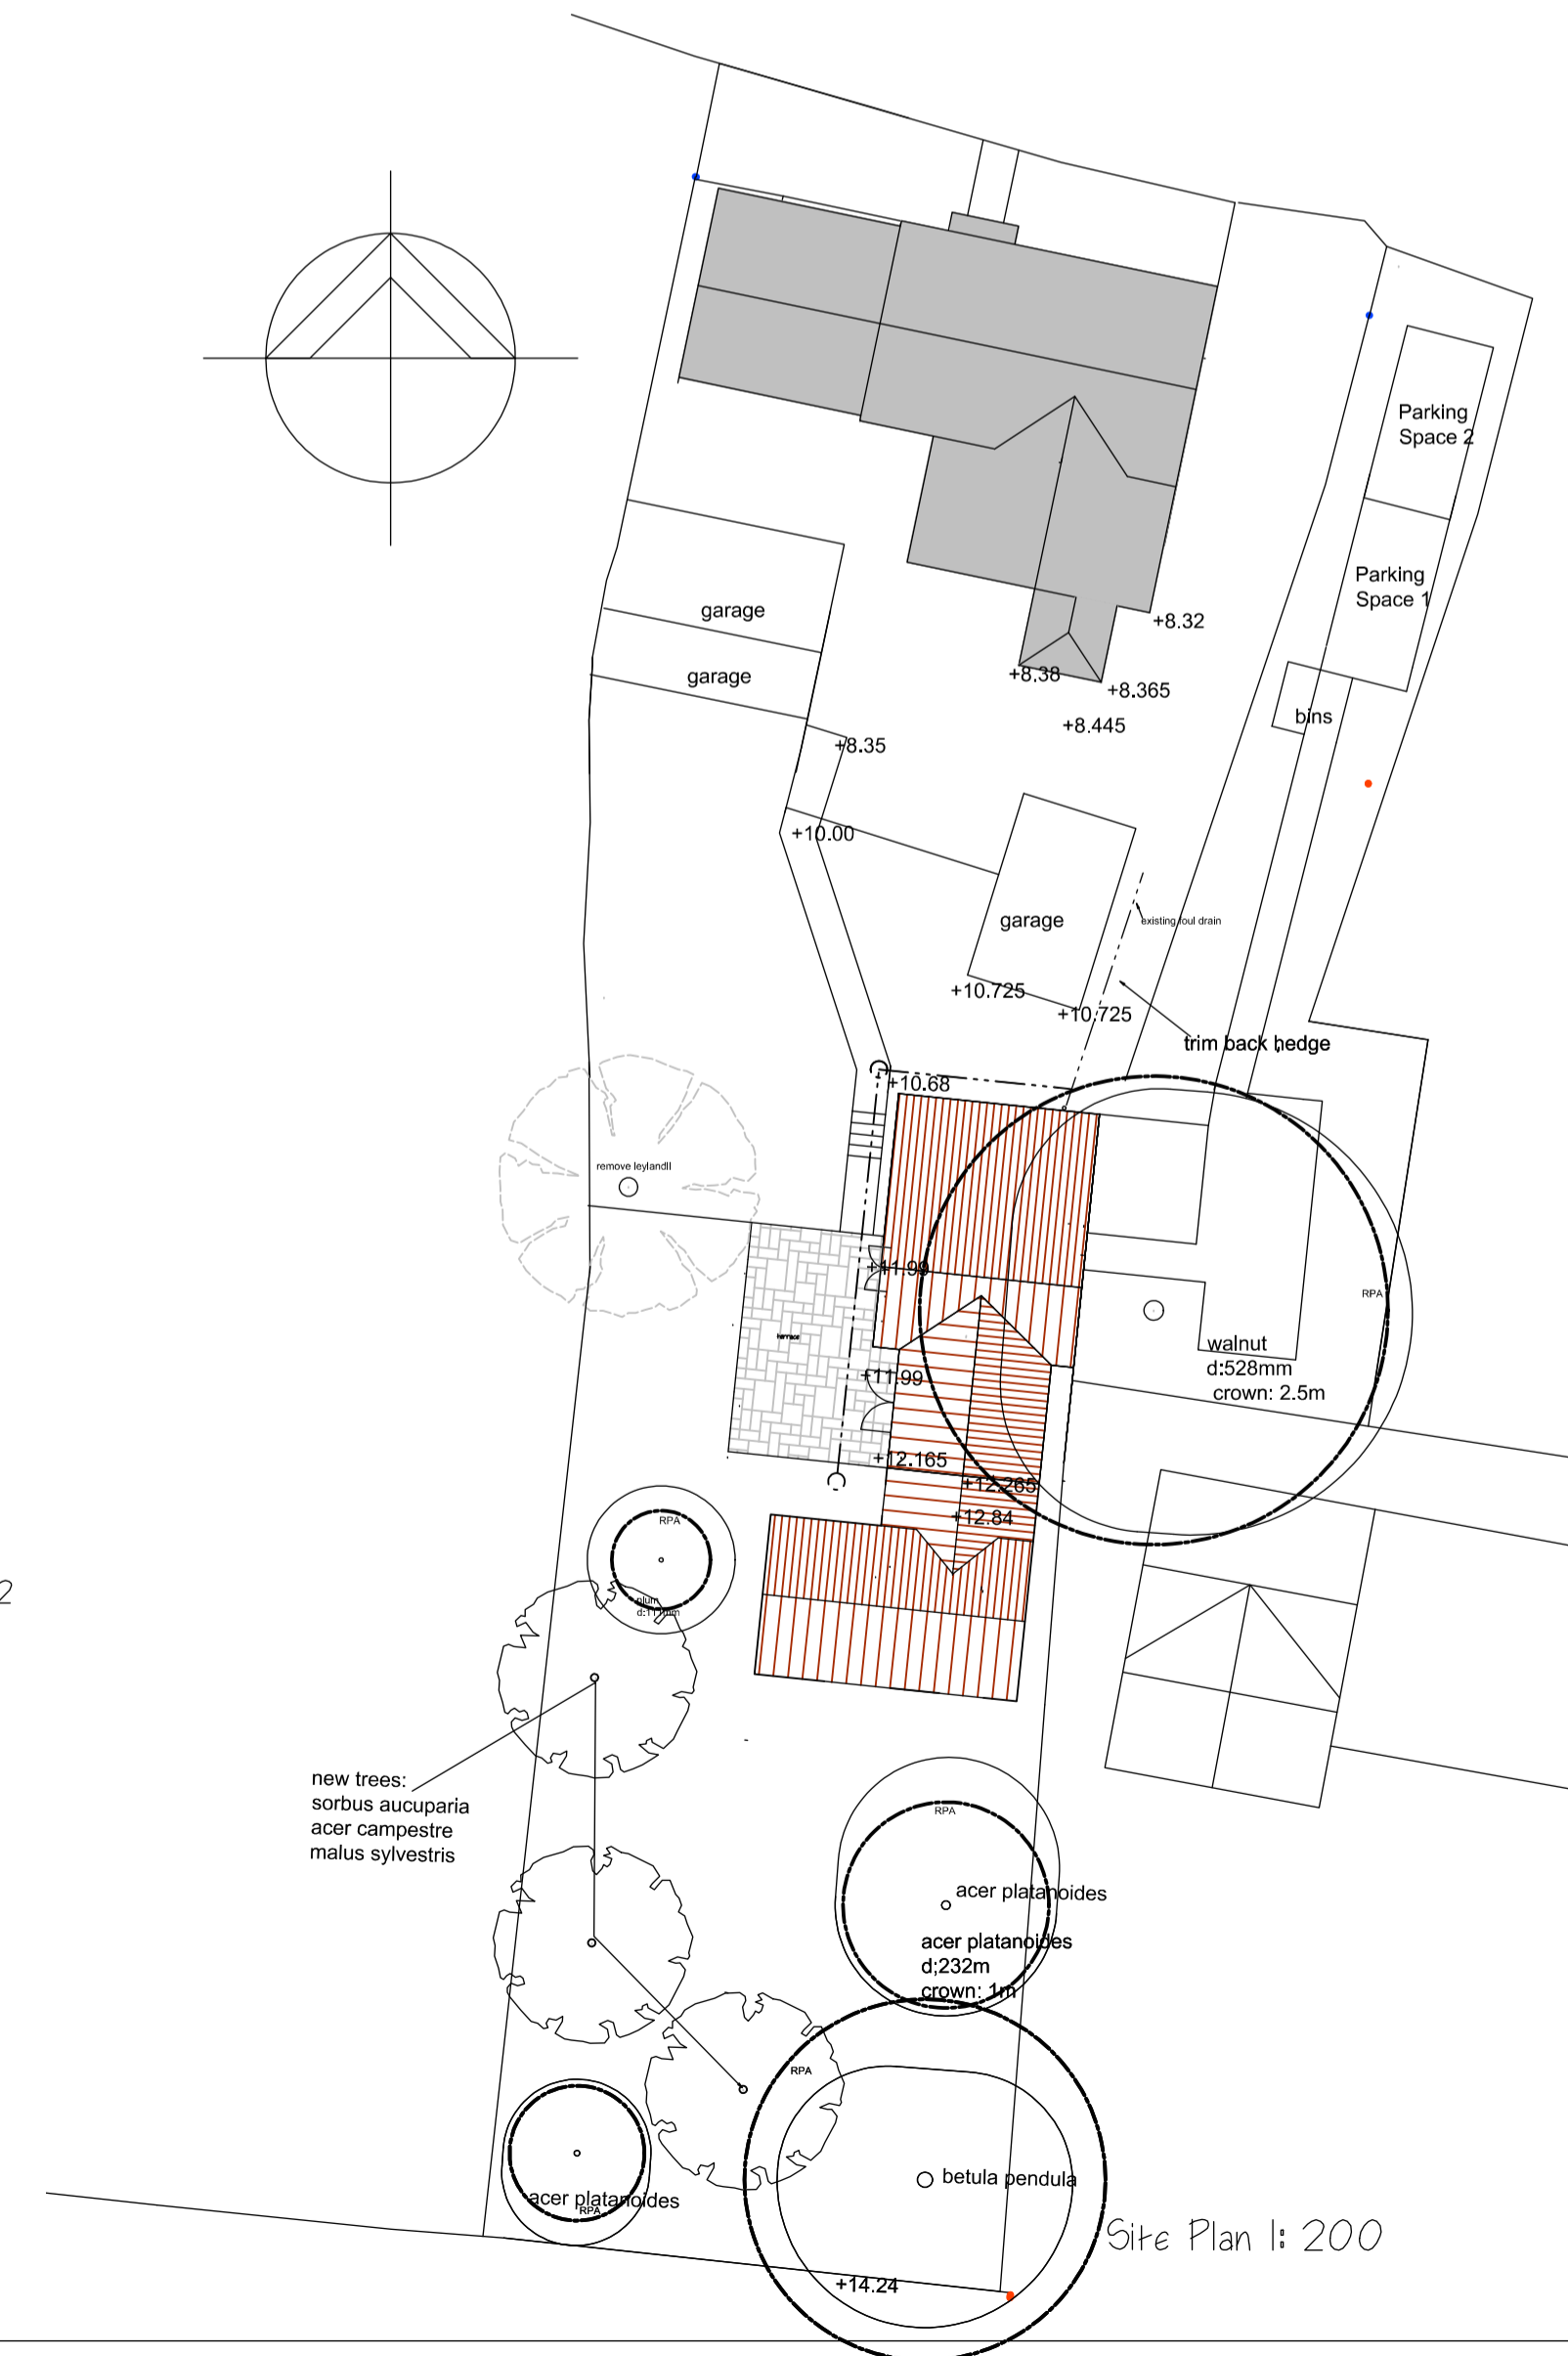 Parking
Space 2
Parking
Space 1
garage
+8.32
garage
+8.38
+8.365
bins
+8.445
+8.35
+10.00
garage
existing foul drain
+10.725
+10.725
trim back hedge
+10.68
remove leylandII
+11.99
RPA
terrace
walnut
d:528mm
crown: 2.5m
+11.99
+12.165
+12.265
+12.84
RPA
plum
d:111mm
2
new trees:
sorbus aucuparia
acer campestre
malus sylvestris
RPA
acer platanoides
acer platanoides
d;232m
crown: 1m
RPA
betula pendula
acer platanoides
RPA
Site Plan 1: 200
+14.24